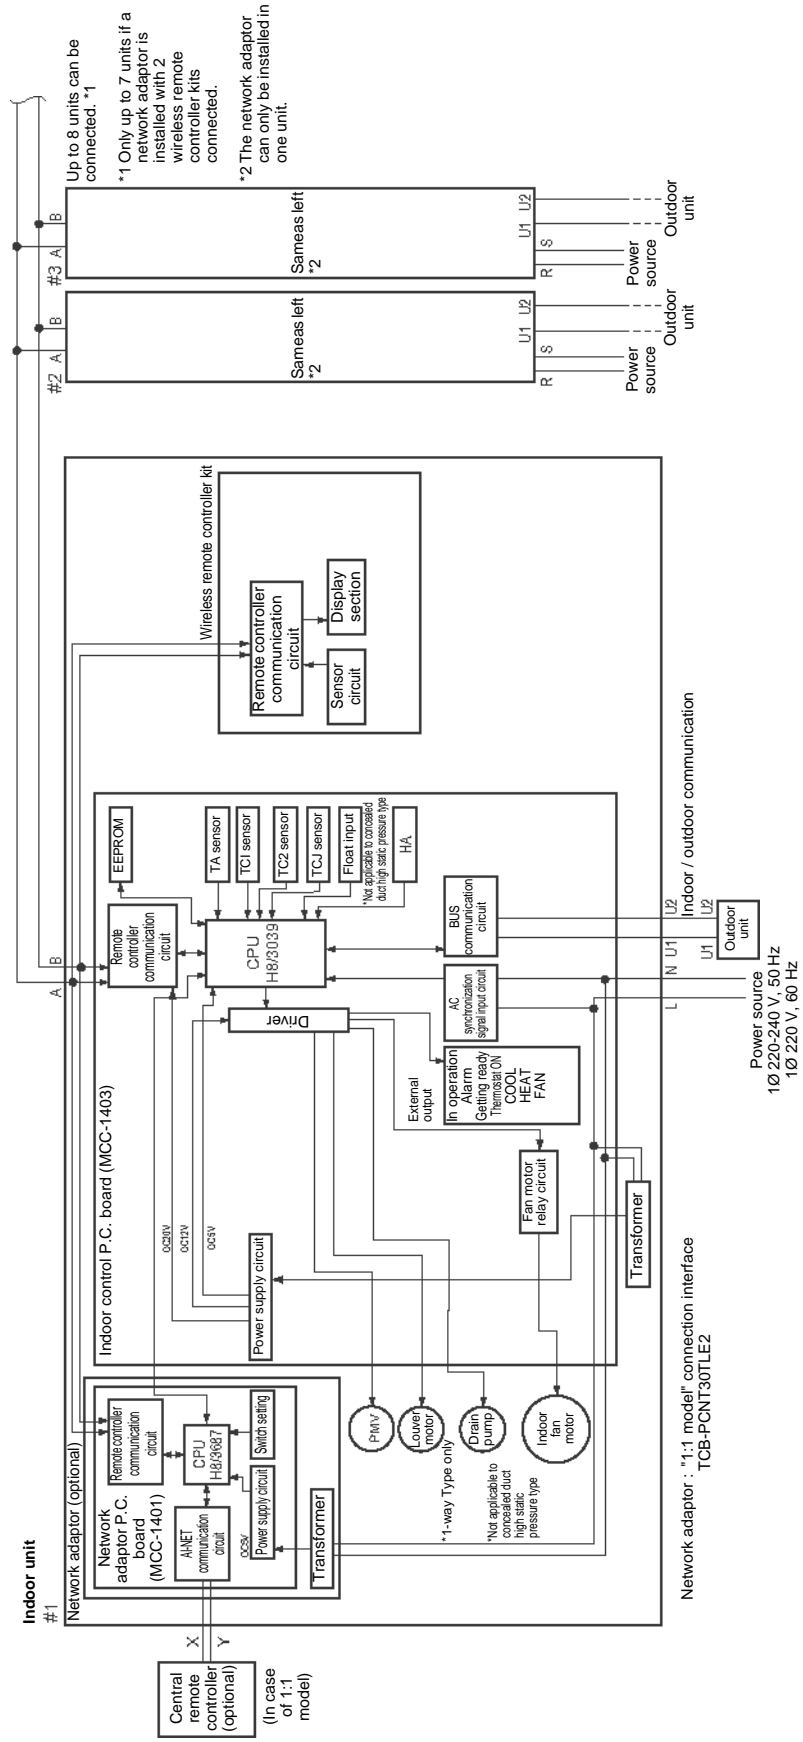 Indoor unit
#1
Network adaptor (optional)
Network
adaptor P.C.
board
(MCC-1401)
Remote controller
communication
circuit
CPU
H8/3687
AI-NET
communication
circuit
Switch setting
Power supply circuit
DC5V
Transformer
X
Y
Central
remote
controller
(optional)
(In case
of 1:1
model)
Indoor control P.C. board (MCC-1403)
DC20V
DC12V
DC5V
Power supply circuit
PMV
Louver
motor
*1-way Type only
Drain
pump
*Not applicable to
concealed duct
high static
pressure type
Indoor
fan
motor
Fan motor
relay circuit
Transformer
External
output
In operation
Alarm
Getting ready
Thermostat ON
COOL
HEAT
FAN
Driver
A
B
Remote
controller
communication
circuit
EEPROM
CPU
H8/3039
TA sensor
TCI sensor
TC2 sensor
TCJ sensor
Float input
*Not applicable to concealed
duct high static pressure type
HA
AC
synchronization
signal input circuit
BUS
communication
circuit
L
N
U1
U2
Indoor / outdoor communication
U1
U2
Outdoor
unit
Power source
1Ø 220-240 V, 50 Hz
1Ø 220 V, 60 Hz
Wireless remote controller kit
Remote controller
communication
circuit
Sensor
circuit
Display
section
#2
A
B
Sameas left
*2
R
S
U1
U2
Power
source
Outdoor
unit
#3
A
B
Sameas left
*2
R
S
U1
U2
Power
source
Outdoor
unit
Up to 8 units can be
connected. *1
*1 Only up to 7 units if a
network adaptor is
installed with 2
wireless remote
controller kits
connected.
*2 The network adaptor
can only be installed in
one unit.
Network adaptor : "1:1 model" connection interface
TCB-PCNT30TLE2